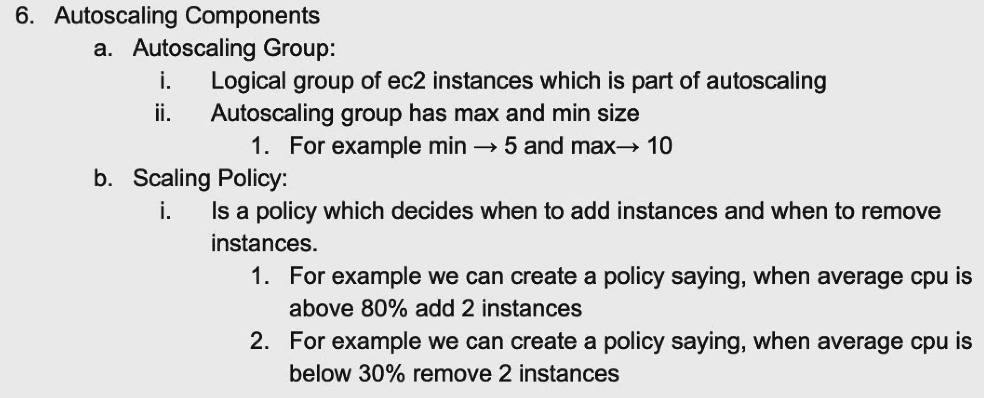 6. Autoscaling Components
a. Autoscaling Group:
i. Logical group of ec2 instances which is part of autoscaling
ii. Autoscaling group has max and min size
1. For example min → 5 and max→ 10
b. Scaling Policy:
i. Is a policy which decides when to add instances and when to remove
instances.
1. For example we can create a policy saying, when average cpu is
above 80% add 2 instances
2. For example we can create a policy saying, when average cpu is
below 30% remove 2 instances